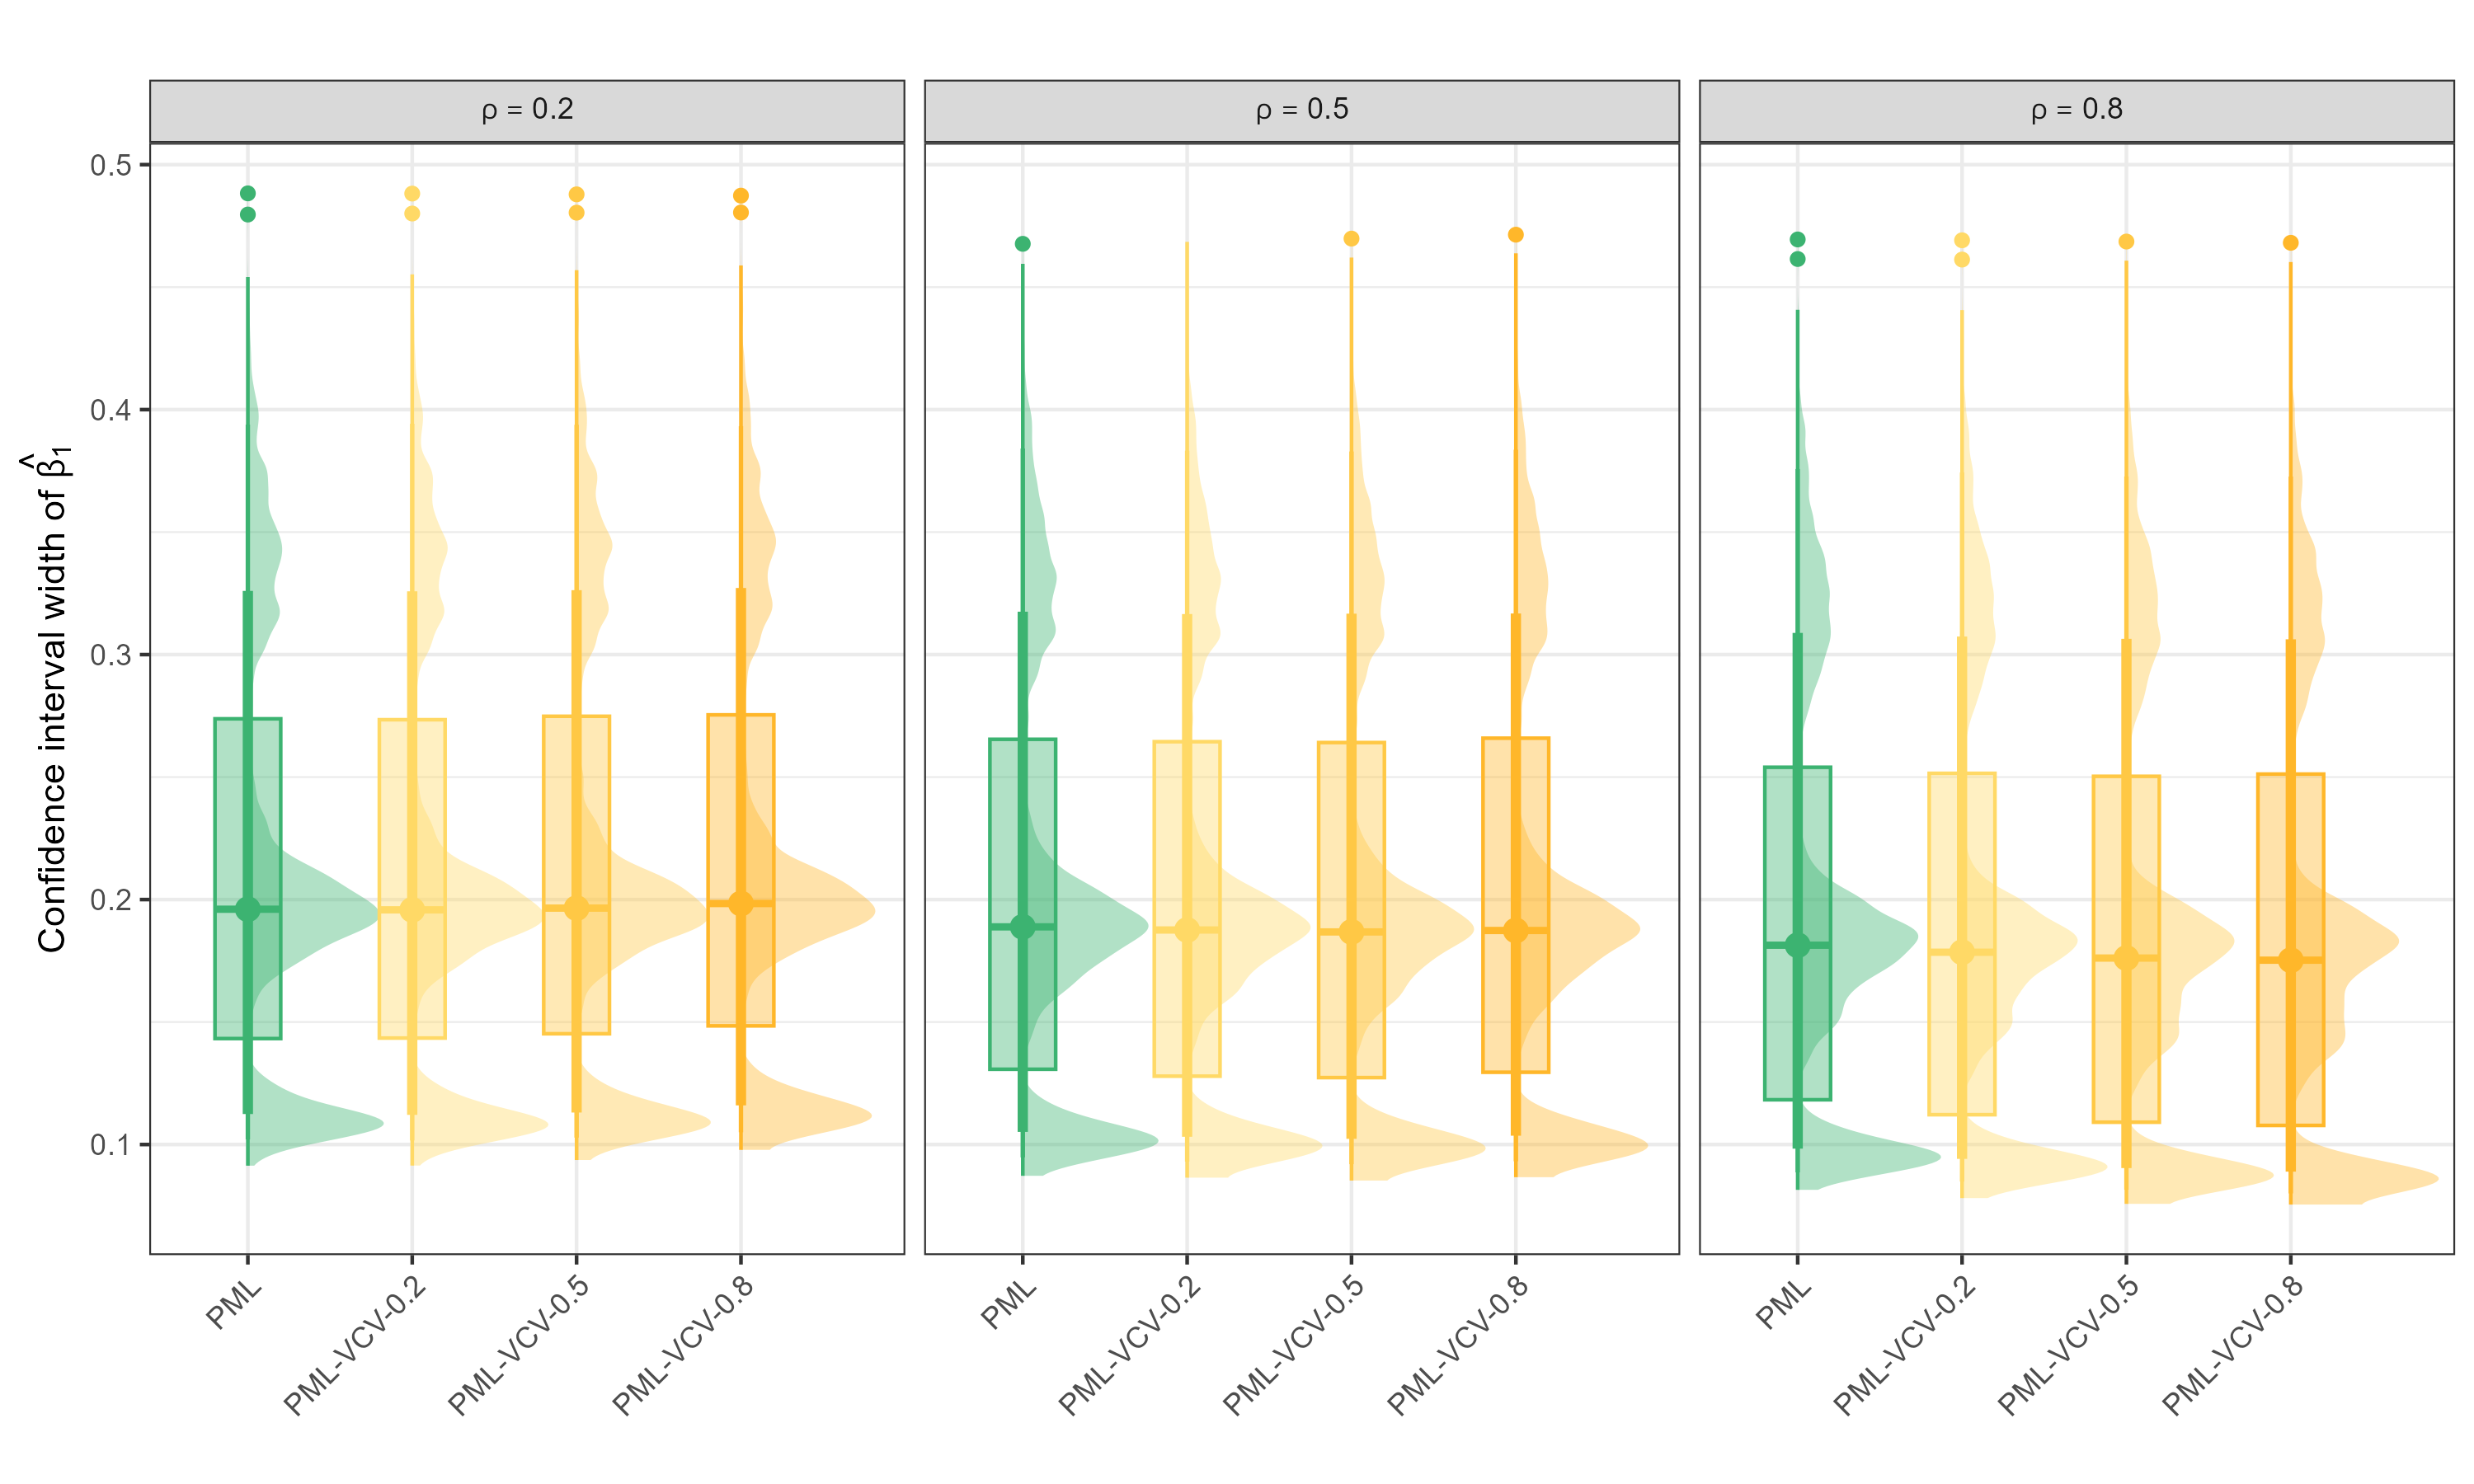 ρ = 0.2
ρ = 0.5
ρ = 0.8
Confidence interval width of β̂₁
0.5
0.4
0.3
0.2
0.1
PML
PML-VCV-0.2
PML-VCV-0.5
PML-VCV-0.8
PML
PML-VCV-0.2
PML-VCV-0.5
PML-VCV-0.8
PML
PML-VCV-0.2
PML-VCV-0.5
PML-VCV-0.8